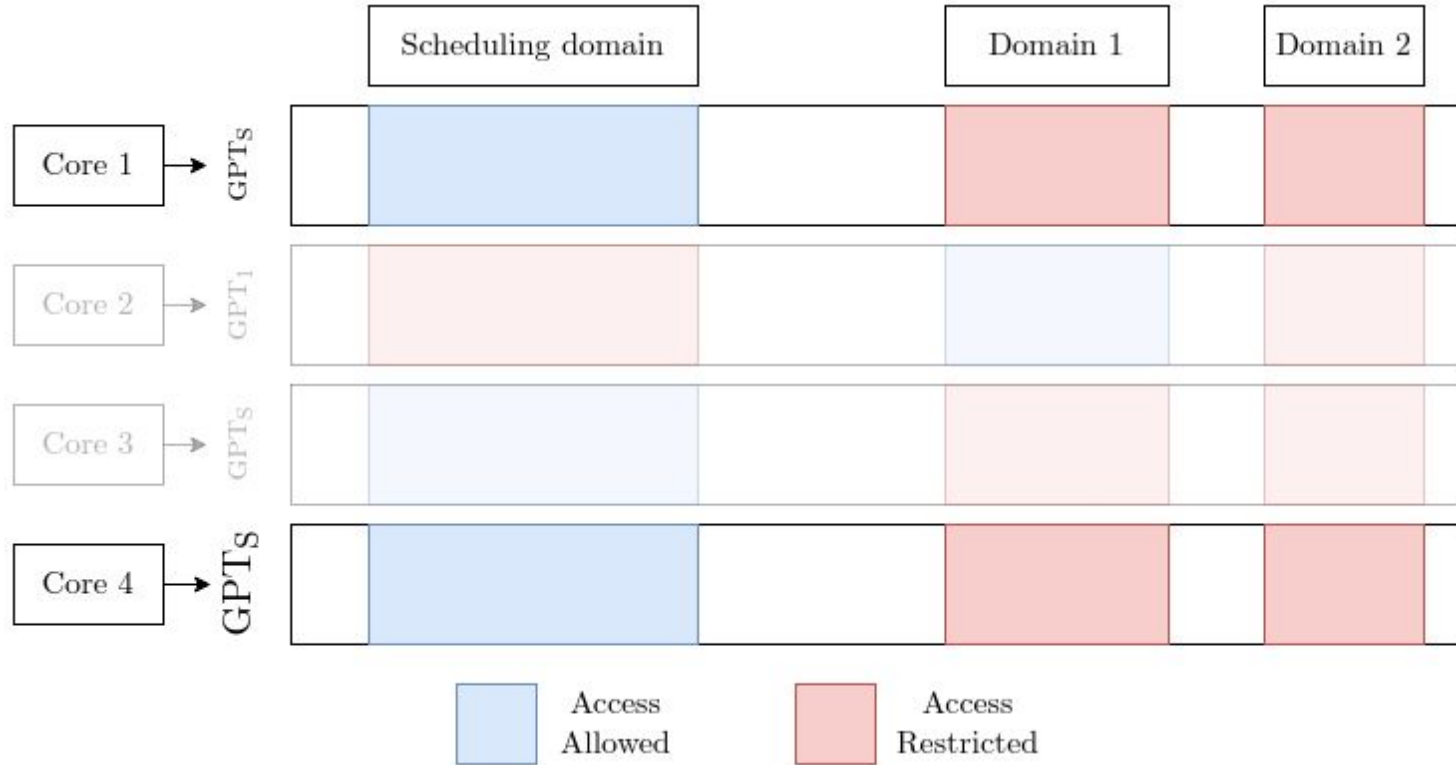 Scheduling domain
Domain 1
Domain 2
Core 1
GPTS
Core 2
GPT1
Core 3
GPTS
Core 4
GPTS
Access
Allowed
Access
Restricted